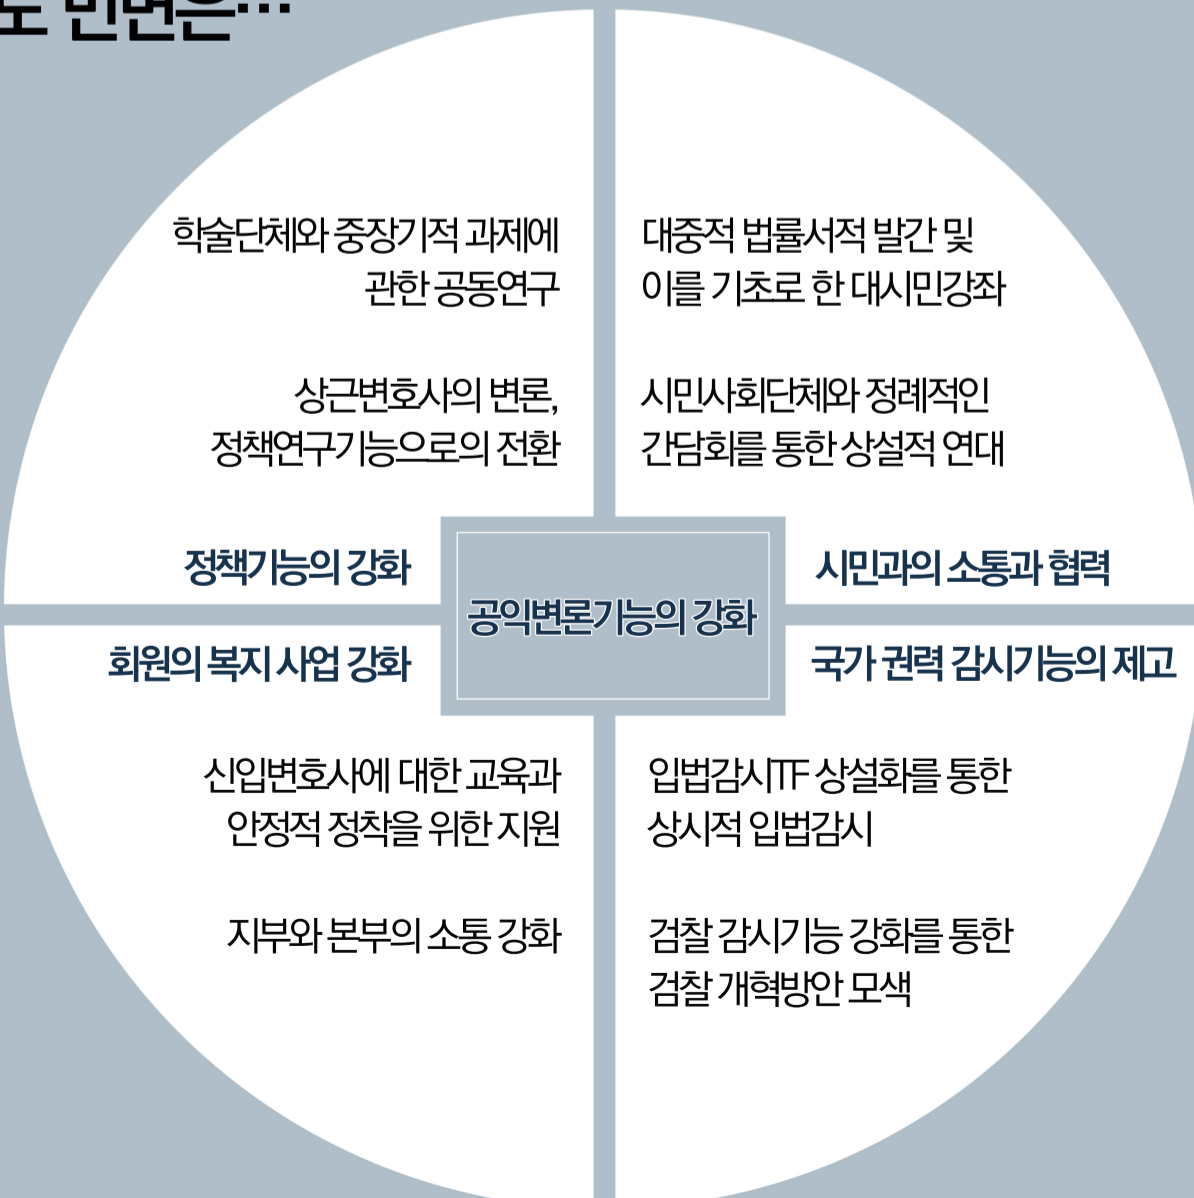 학술단체와 중장기적 과제에
관한 공동연구
상근변호사의 변론,
정책연구기능으로의 전환
정책기능의 강화
대중적 법률서적 발간 및
이를 기초로 한 대시민강좌
시민사회단체와 정례적인
간담회를 통한 상설적 연대
시민과의 소통과 협력
공익변론기능의 강화
회원의 복지 사업 강화
신입변호사에 대한 교육과
안정적 정착을 위한 지원
지부와 본부의 소통 강화
국가 권력 감시기능의 제고
입법감시TF 상설화를 통한
상시적 입법감시
검찰 감시기능 강화를 통한
검찰 개혁방안 모색